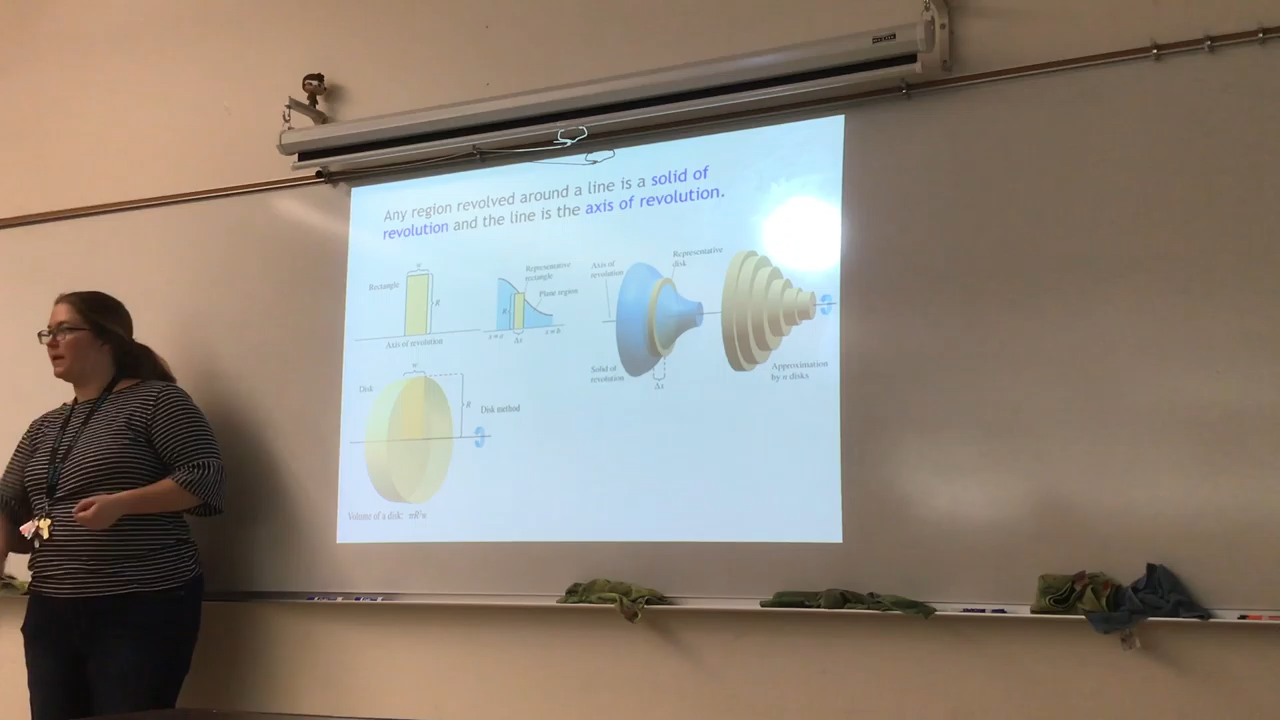 Any region revolved around a line is a solid of
revolution and the line is the axis of revolution.
w
Rectangle
R
Axis of revolution
Representative
rectangle
Plane region
R
x = a
Δx
x = b
Axis of
revolution
Representative
disk
Solid of
revolution
Δx
Approximation
by n disks
w
Disk
R
Disk method
Volume of a disk: πR²w